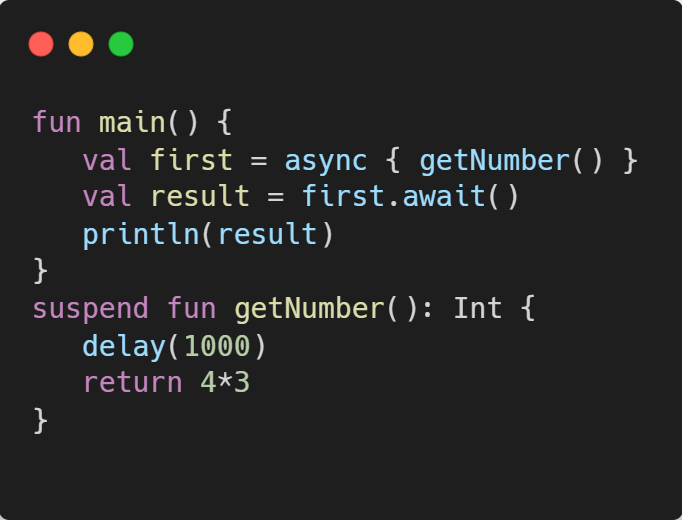 fun main() {
   val first = async { getNumber() }
   val result = first.await()
   println(result)
}
suspend fun getNumber(): Int {
   delay(1000)
   return 4*3
}